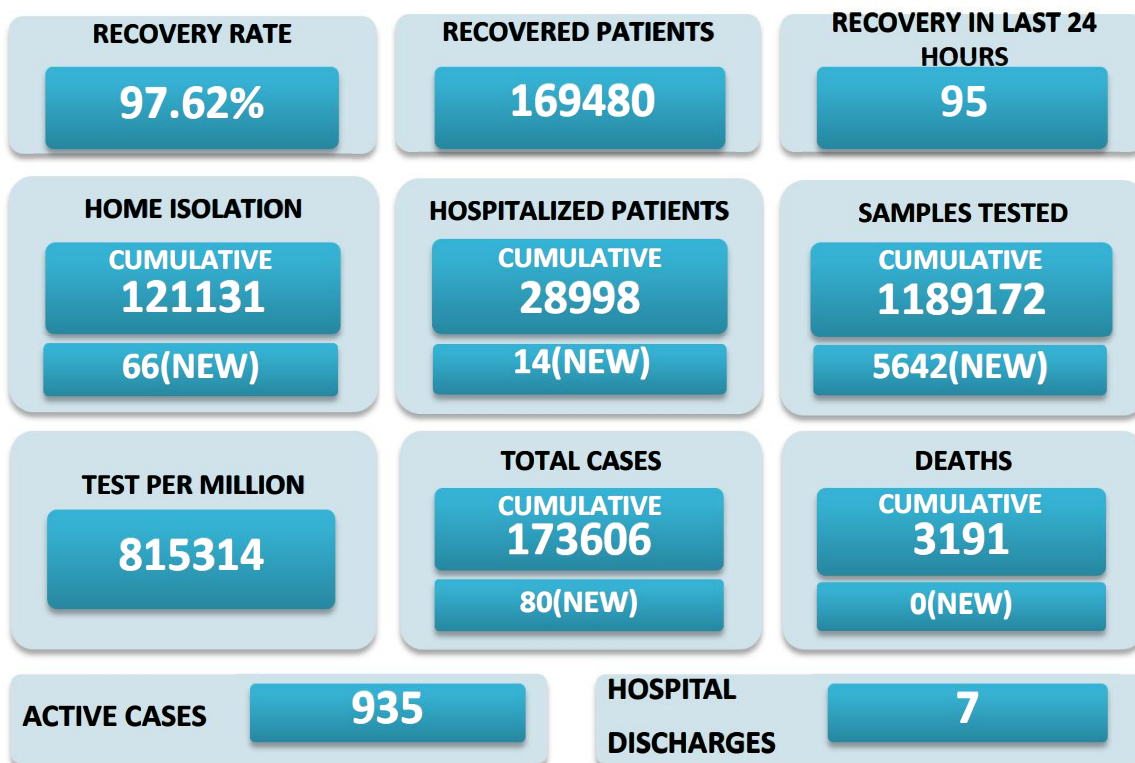 RECOVERY RATE
97.62%
RECOVERED PATIENTS
169480
RECOVERY IN LAST 24
HOURS
95
HOME ISOLATION
CUMULATIVE
121131
66(NEW)
HOSPITALIZED PATIENTS
CUMULATIVE
28998
14(NEW)
SAMPLES TESTED
CUMULATIVE
1189172
5642(NEW)
TEST PER MILLION
815314
TOTAL CASES
CUMULATIVE
173606
80(NEW)
DEATHS
CUMULATIVE
3191
0(NEW)
ACTIVE CASES
935
HOSPITAL
DISCHARGES
7